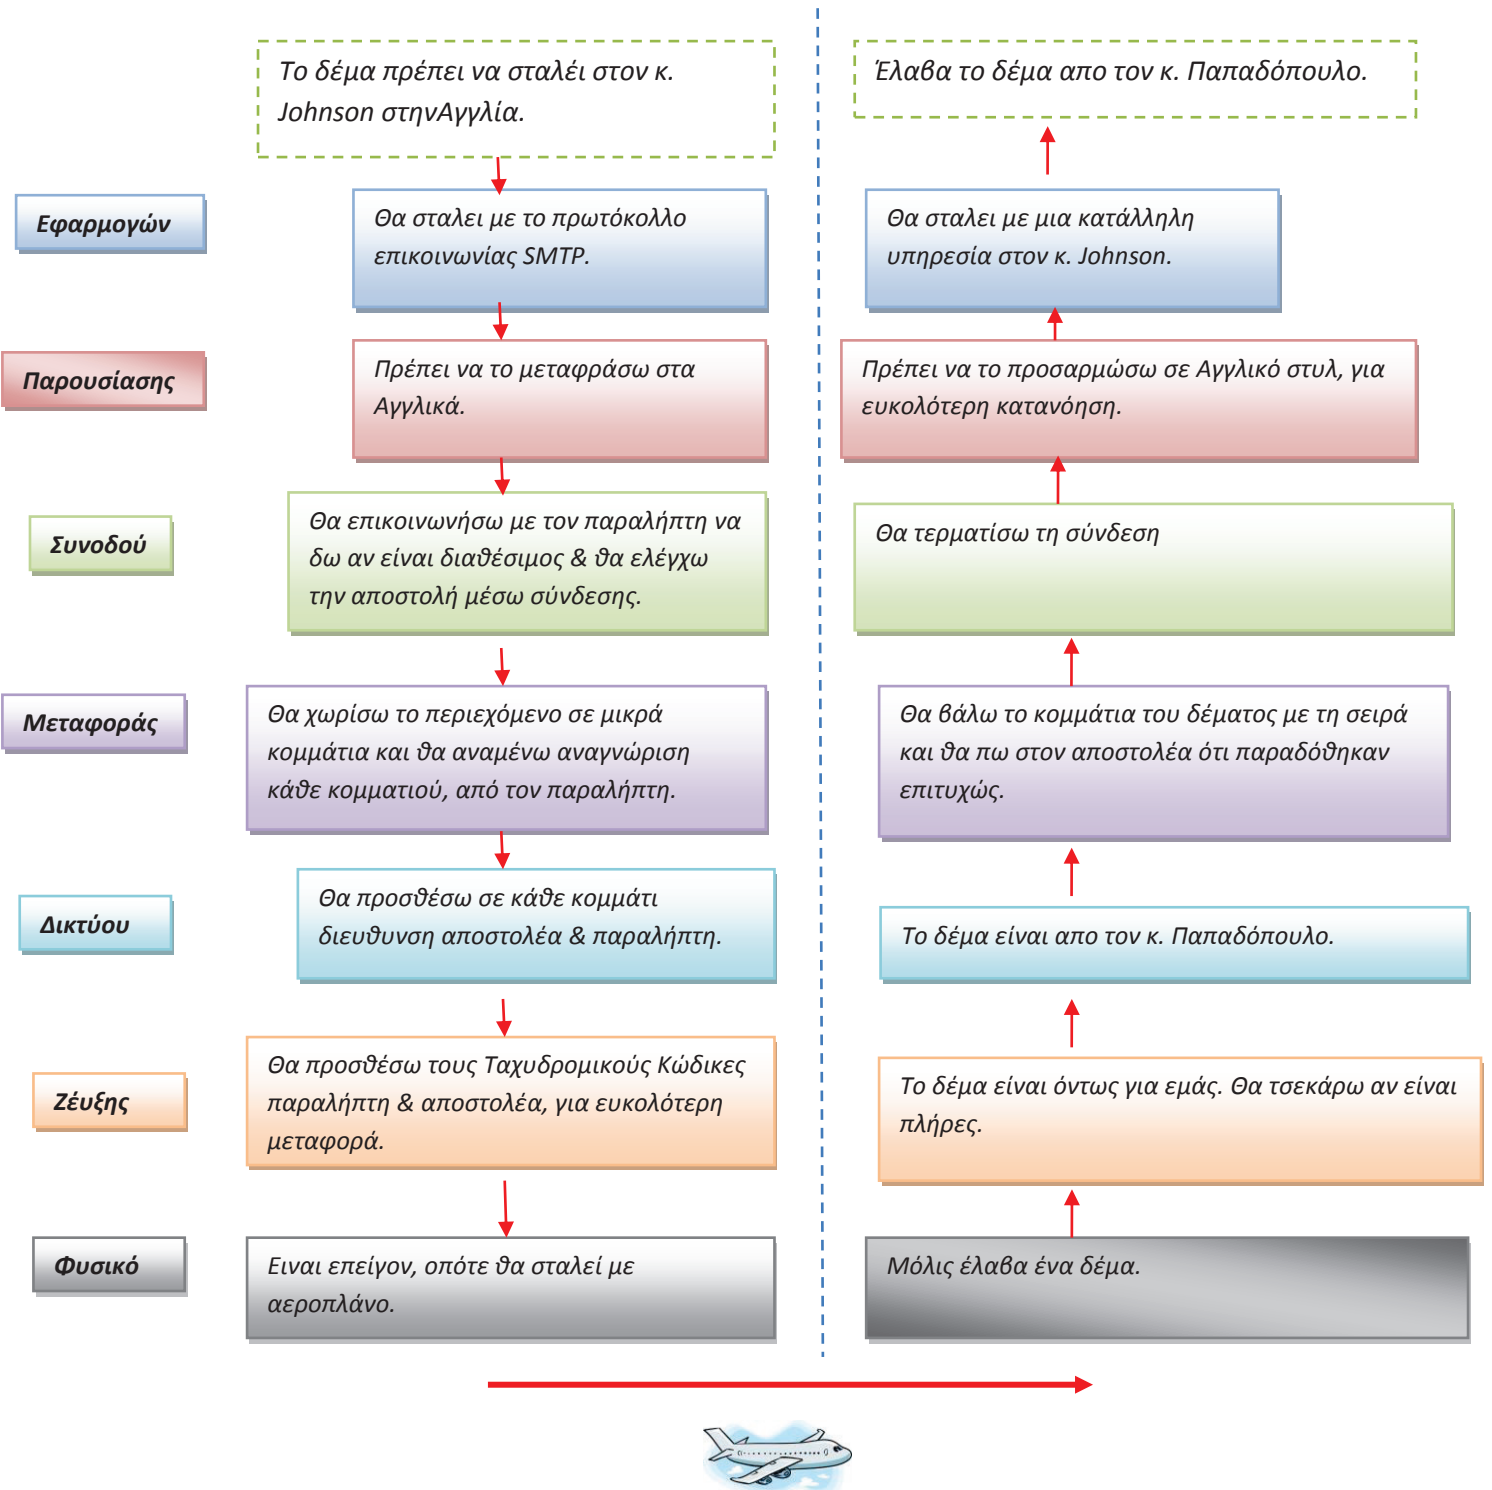 Το δέμα πρέπει να σταλέι στον κ.
Johnson στηνΑγγλία.
Έλαβα το δέμα απο τον κ. Παπαδόπουλο.
Εφαρμογών
Θα σταλει με το πρωτόκολλο
επικοινωνίας SMTP.
Θα σταλει με μια κατάλληλη
υπηρεσία στον κ. Johnson.
Παρουσίασης
Πρέπει να το μεταφράσω στα
Αγγλικά.
Πρέπει να το προσαρμώσω σε Αγγλικό στυλ, για
ευκολότερη κατανόηση.
Συνοδού
Θα επικοινωνήσω με τον παραλήπτη να
δω αν είναι διαθέσιμος & θα ελέγχω
την αποστολή μέσω σύνδεσης.
Θα τερματίσω τη σύνδεση
Μεταφοράς
Θα χωρίσω το περιεχόμενο σε μικρά
κομμάτια και θα αναμένω αναγνώριση
κάθε κομματιού, από τον παραλήπτη.
Θα βάλω το κομμάτια του δέματος με τη σειρά
και θα πω στον αποστολέα ότι παραδόθηκαν
επιτυχώς.
Δικτύου
Θα προσθέσω σε κάθε κομμάτι
διευθυνση αποστολέα & παραλήπτη.
Το δέμα είναι απο τον κ. Παπαδόπουλο.
Ζέυξης
Θα προσθέσω τους Ταχυδρομικούς Κώδικες
παραλήπτη & αποστολέα, για ευκολότερη
μεταφορά.
Το δέμα είναι όντως για εμάς. Θα τσεκάρω αν είναι
πλήρες.
Φυσικό
Ειναι επείγον, οπότε θα σταλεί με
αεροπλάνο.
Μόλις έλαβα ένα δέμα.